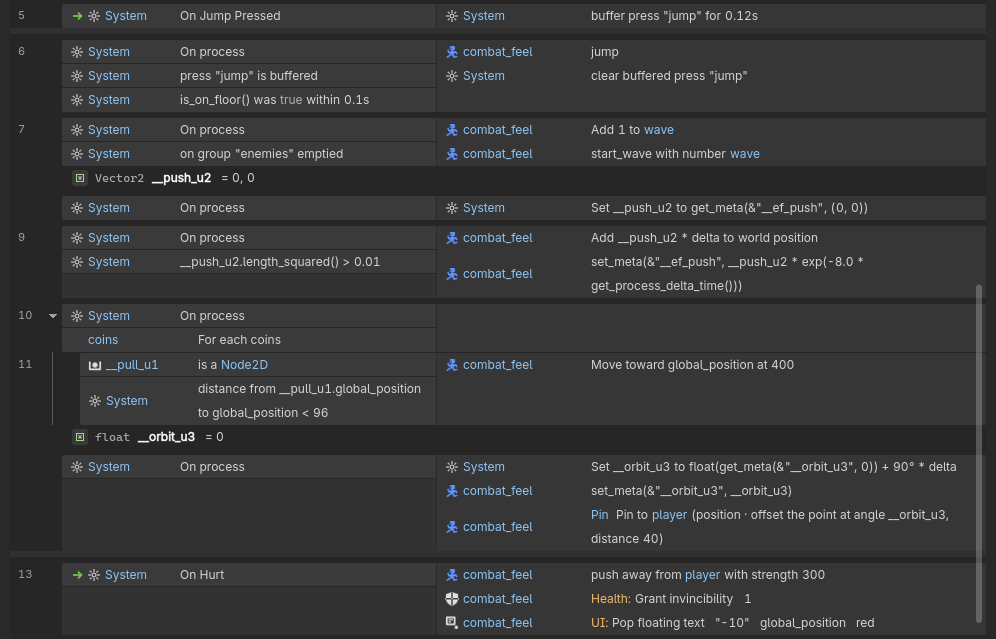 5 System On Jump Pressed System buffer press "jump" for 0.12s
6 System On process combat_feel jump
System press "jump" is buffered System clear buffered press "jump"
System is_on_floor() was true within 0.1s
7 System On process combat_feel Add 1 to wave
System on group "enemies" emptied combat_feel start_wave with number wave
Vector2 __push_u2 = 0, 0
System On process System Set __push_u2 to get_meta(&"__ef_push", (0, 0))
9 System On process combat_feel Add __push_u2 * delta to world position
System __push_u2.length_squared() > 0.01 combat_feel set_meta(&"__ef_push", __push_u2 * exp(-8.0 *
get_process_delta_time()))
10 System On process
coins For each coins
11 __pull_u1 is a Node2D combat_feel Move toward global_position at 400
System distance from __pull_u1.global_position
to global_position < 96
float __orbit_u3 = 0
System On process System Set __orbit_u3 to float(get_meta(&"__orbit_u3", 0)) + 90° * delta
combat_feel set_meta(&"__orbit_u3", __orbit_u3)
combat_feel Pin Pin to player (position · offset the point at angle __orbit_u3,
distance 40)
13 System On Hurt combat_feel push away from player with strength 300
combat_feel Health: Grant invincibility 1
combat_feel UI: Pop floating text "-10" global_position red